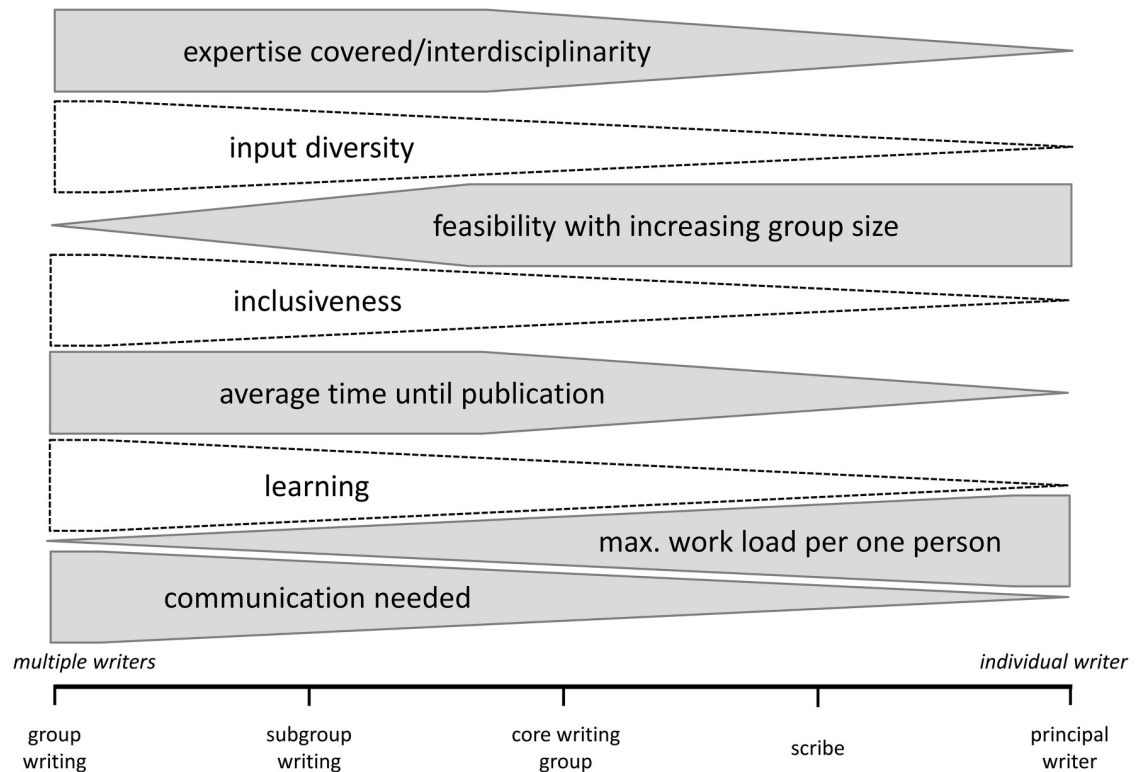 expertise covered/interdisciplinarity
input diversity
feasibility with increasing group size
inclusiveness
average time until publication
learning
max. work load per one person
communication needed
multiple writers
individual writer
group
writing
subgroup
writing
core writing
group
scribe
principal
writer